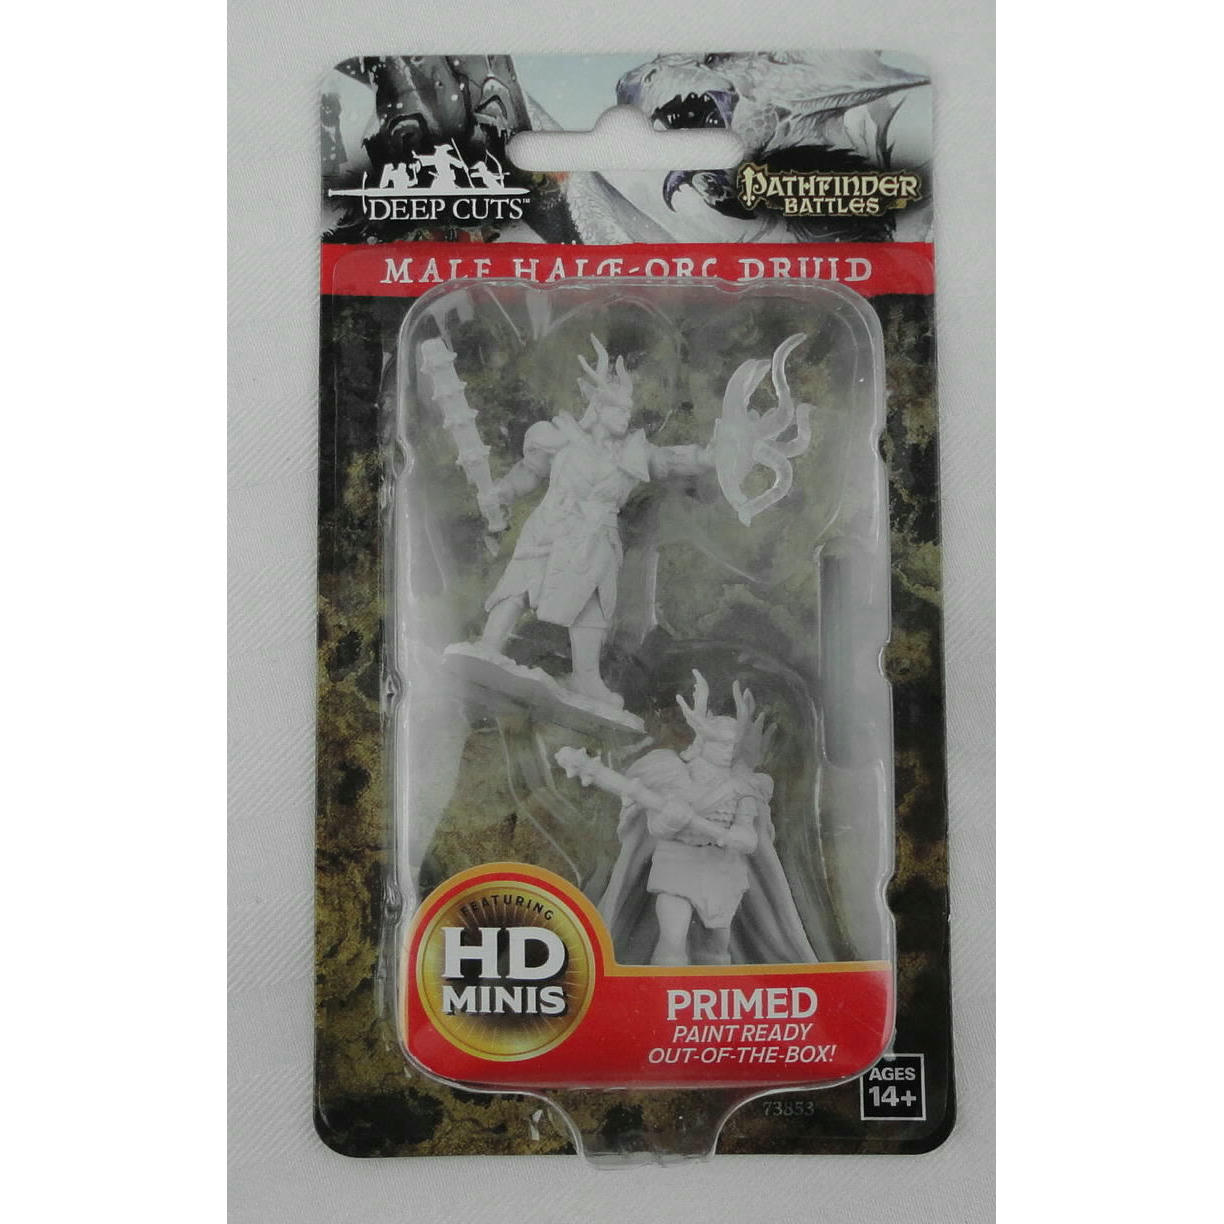 DEEP CUTS™
PATHFINDER
BATTLES
MALE HALF-ORC DRUID
FEATURING
HD
MINIS
PRIMED
PAINT READY
OUT-OF-THE-BOX!
AGES
14+
73853